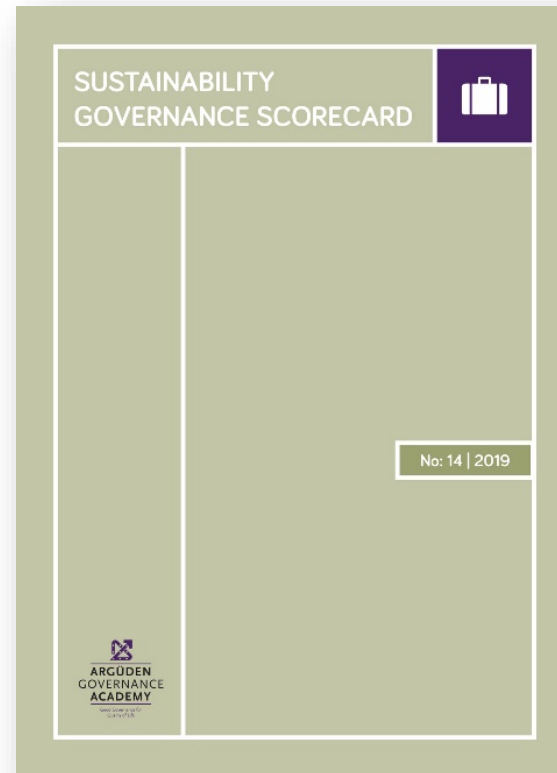 SUSTAINABILITY
GOVERNANCE SCORECARD
No: 14 | 2019
ARGÜDEN
GOVERNANCE
ACADEMY